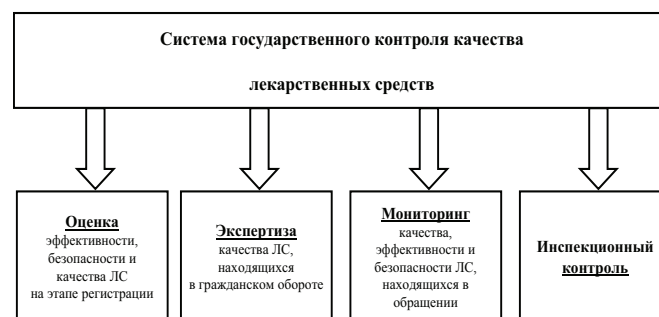 Система государственного контроля качества
лекарственных средств
Оценка
эффективности,
безопасности и
качества ЛС
на этапе регистрации
Экспертиза
качества ЛС,
находящихся
в гражданском обороте
Мониторинг
качества,
эффективности и
безопасности ЛС,
находящихся в
обращении
Инспекционный
контроль